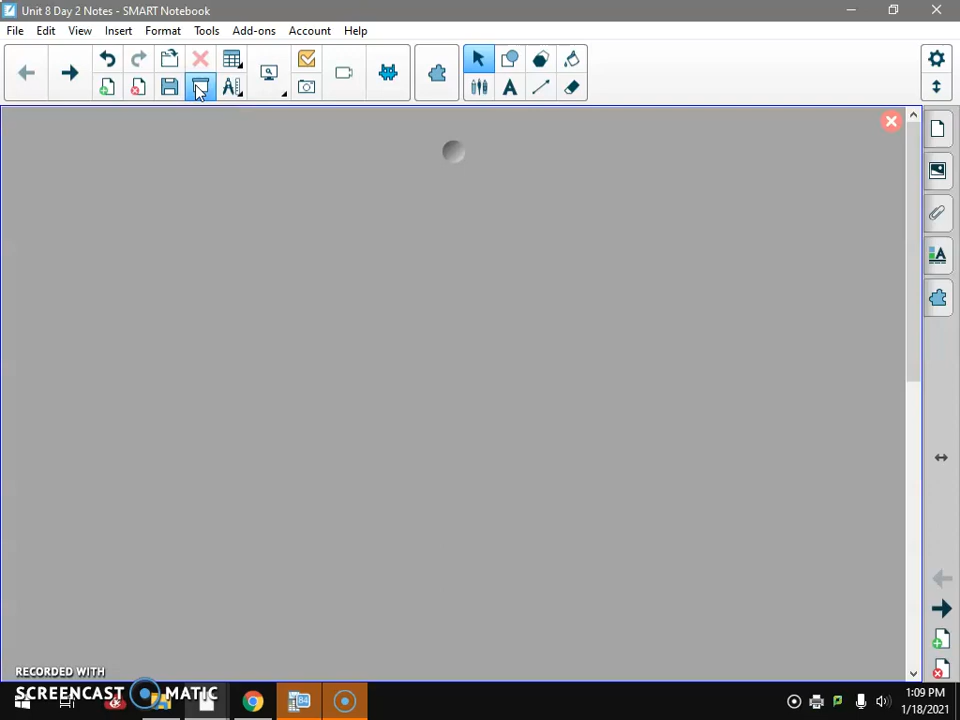 Unit 8 Day 2 Notes - SMART Notebook
File Edit View Insert Format Tools Add-ons Account Help
RECORDED WITH
SCREENCAST MATIC
1:09 PM
1/18/2021